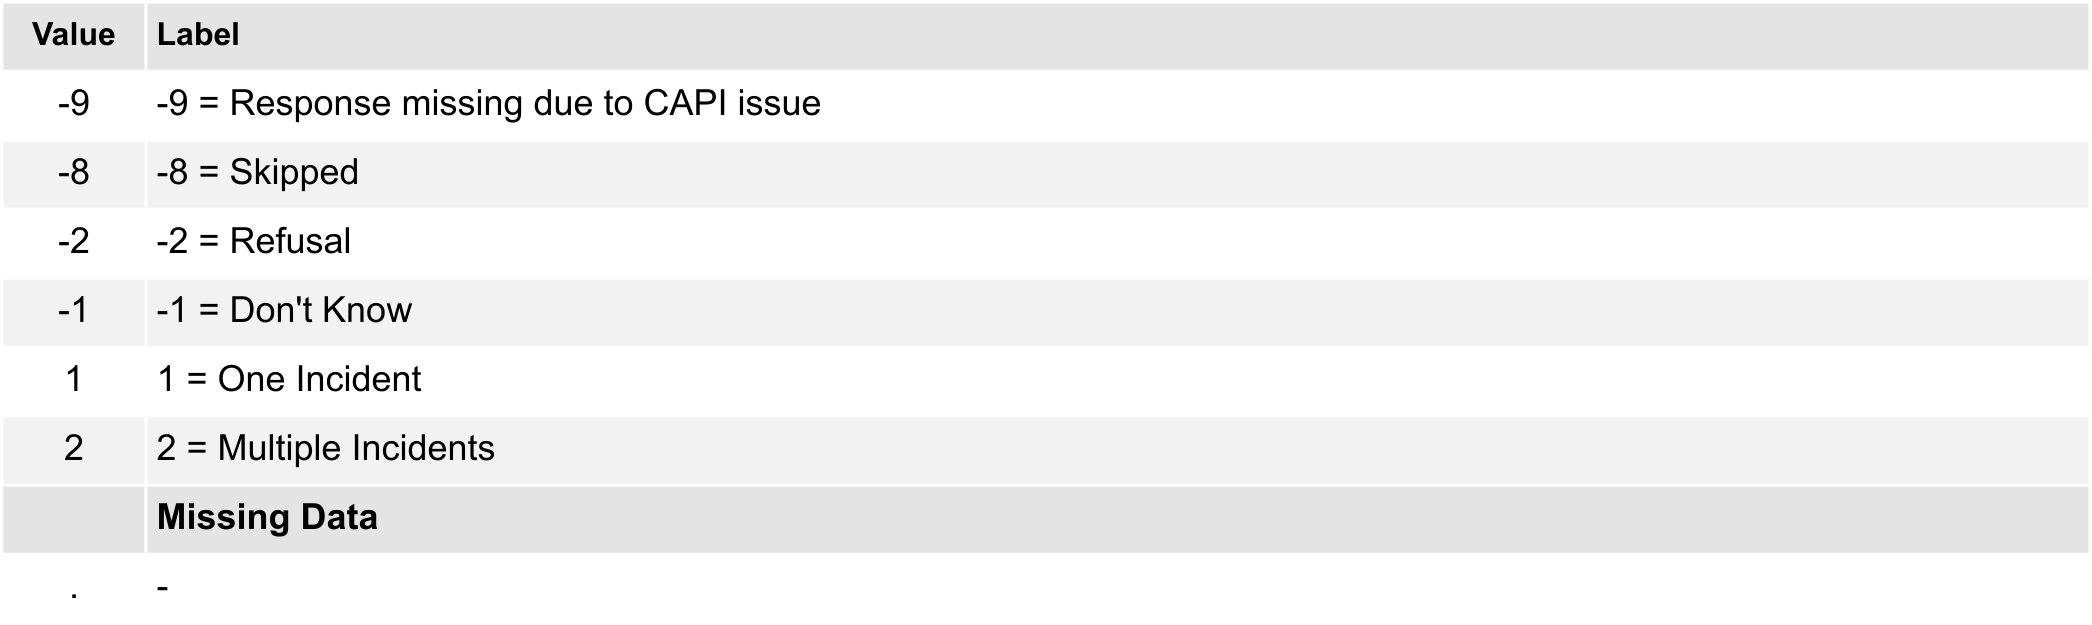 Value Label
-9 -9 = Response missing due to CAPI issue
-8 -8 = Skipped
-2 -2 = Refusal
-1 -1 = Don't Know
1 1 = One Incident
2 2 = Multiple Incidents
Missing Data
. -